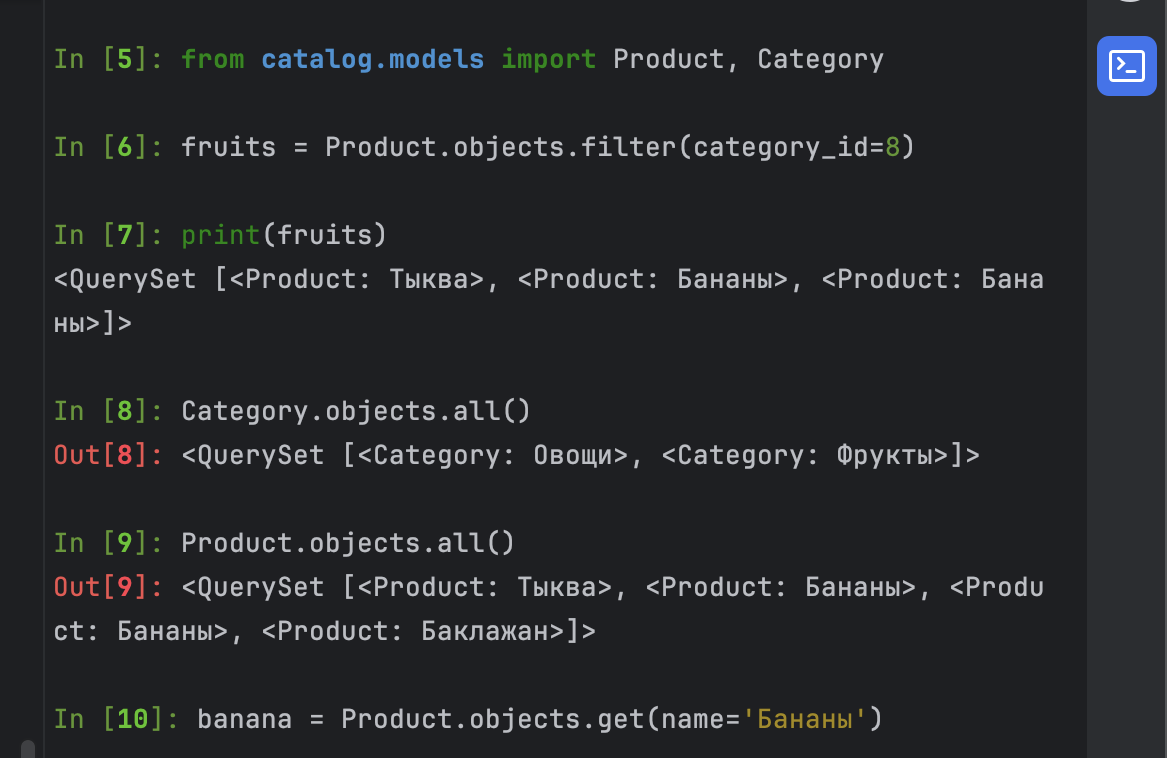 In [5]: from catalog.models import Product, Category
In [6]: fruits = Product.objects.filter(category_id=8)
In [7]: print(fruits)
<QuerySet [<Product: Тыква>, <Product: Бананы>, <Product: Бана
ны>]>
In [8]: Category.objects.all()
Out[8]: <QuerySet [<Category: Овощи>, <Category: Фрукты>]>
In [9]: Product.objects.all()
Out[9]: <QuerySet [<Product: Тыква>, <Product: Бананы>, <Produ
ct: Бананы>, <Product: Баклажан>]>
In [10]: banana = Product.objects.get(name='Бананы')